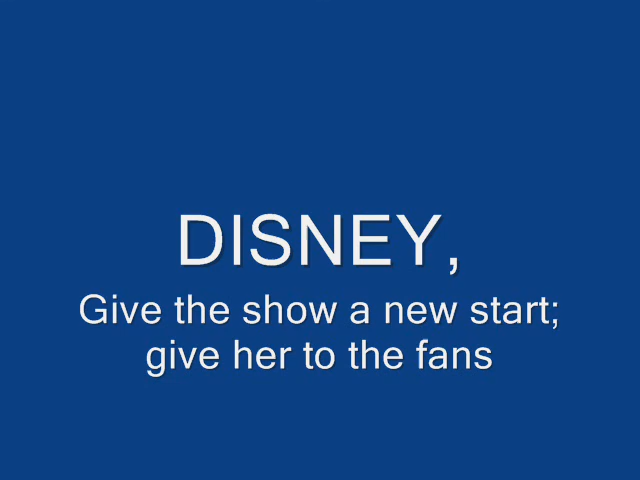 DISNEY,
Give the show a new start;
give her to the fans